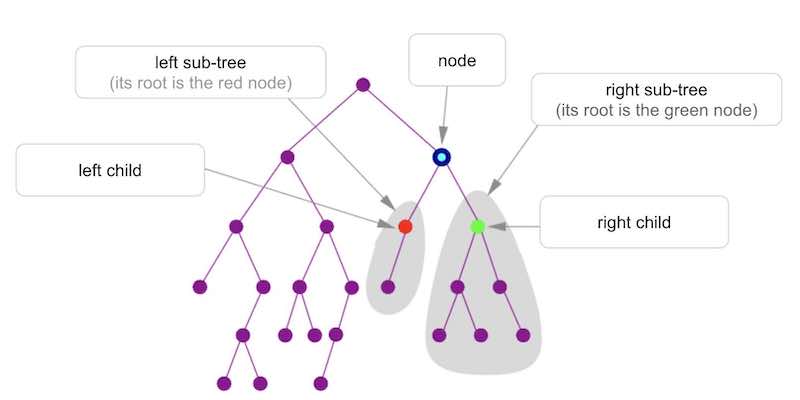 left sub-tree
(its root is the red node)
node
right sub-tree
(its root is the green node)
left child
right child